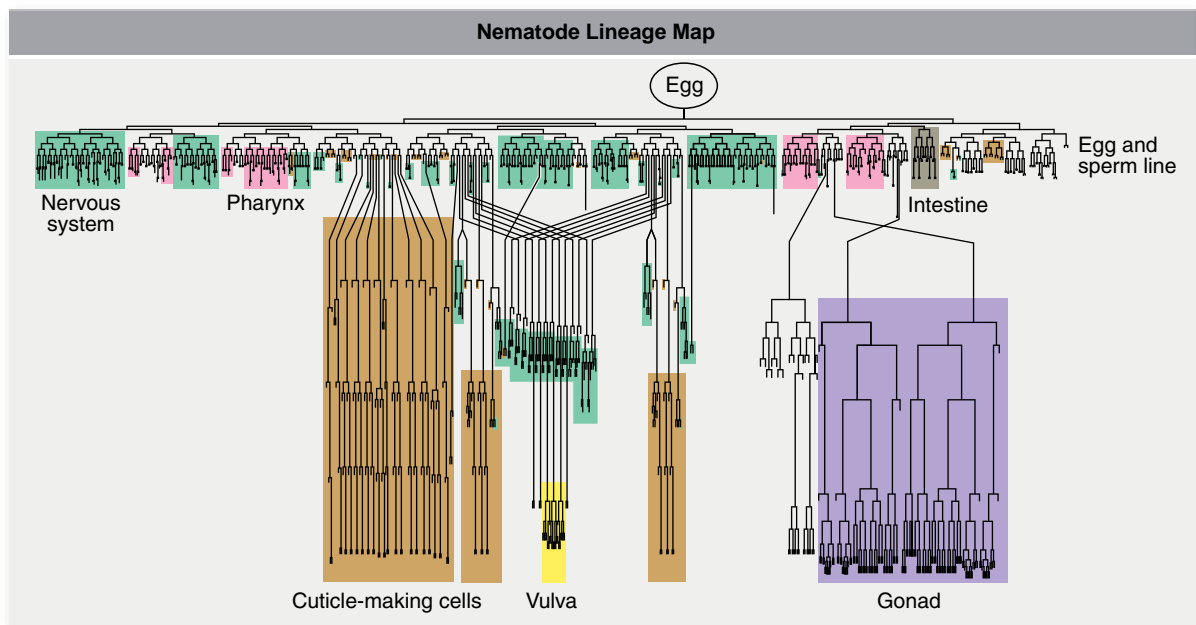 Nematode Lineage Map
Egg
Egg and
sperm line
Nervous
system
Pharynx
Intestine
Cuticle-making cells
Vulva
Gonad